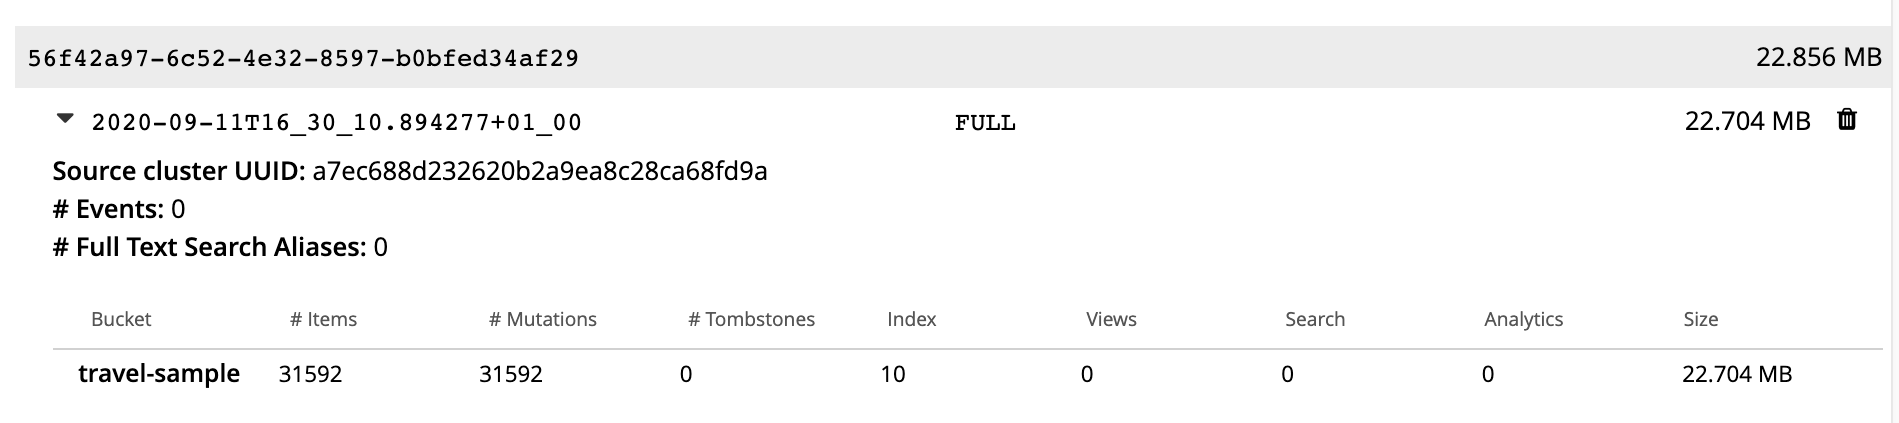 56f42a97-6c52-4e32-8597-b0bfed34af29 22.856 MB
2020-09-11T16_30_10.894277+01_00 FULL 22.704 MB
Source cluster UUID: a7ec688d232620b2a9ea8c28ca68fd9a
# Events: 0
# Full Text Search Aliases: 0
Bucket # Items # Mutations # Tombstones Index Views Search Analytics Size
travel-sample 31592 31592 0 10 0 0 0 22.704 MB